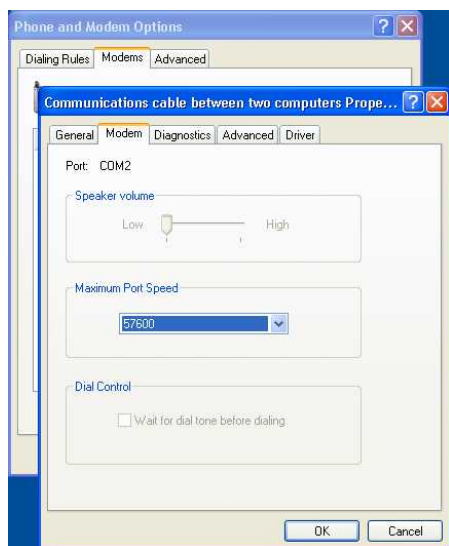 Phone and Modem Options
Dialing Rules Modems Advanced
Communications cable between two computers Prope...
General Modem Diagnostics Advanced Driver
Port: COM2
Speaker volume
Low High
Maximum Port Speed
57600
Dial Control
Wait for dial tone before dialing
OK Cancel